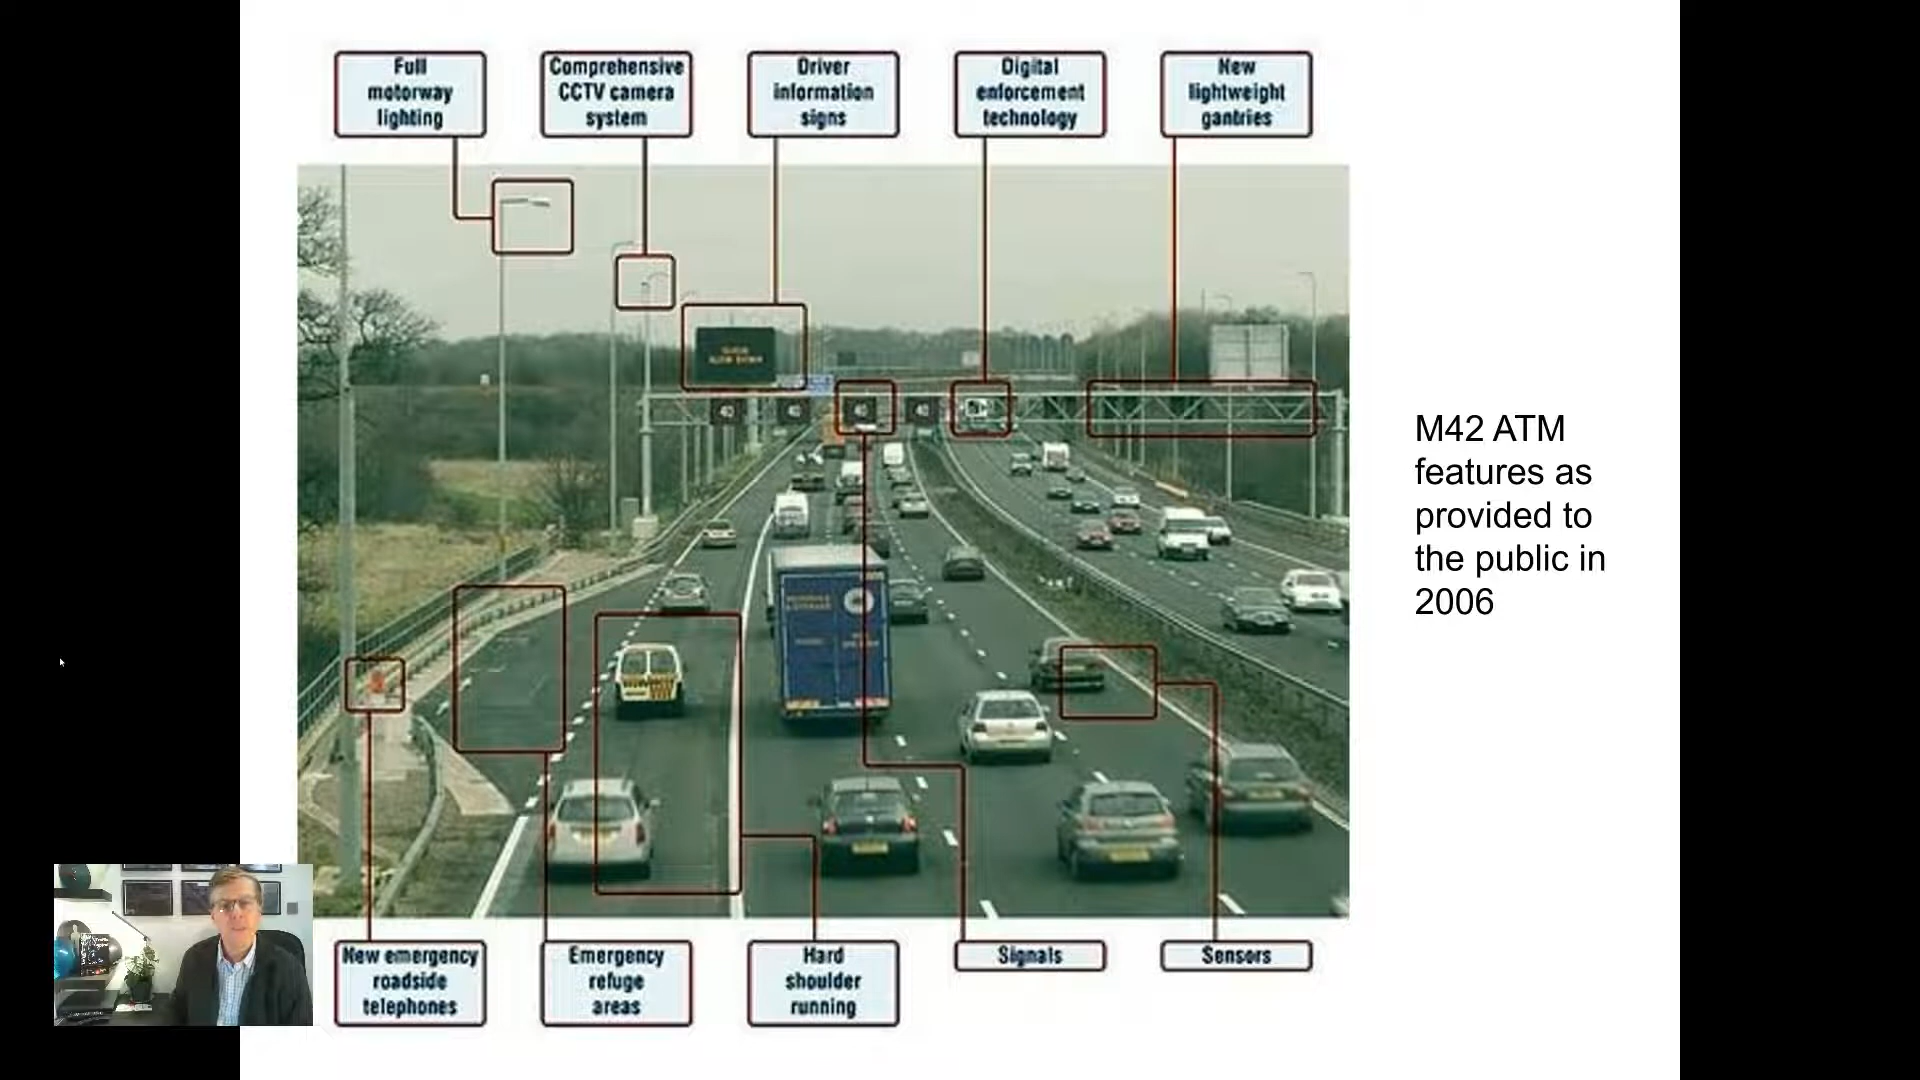 Full
motorway
lighting
Comprehensive
CCTV camera
system
Driver
information
signs
Digital
enforcement
technology
New
lightweight
gantries
SLOW DOWN
40
40
40
40
M42 ATM
features as
provided to
the public in
2006
New emergency
roadside
telephones
Emergency
refuge
areas
Hard
shoulder
running
Signals
Sensors